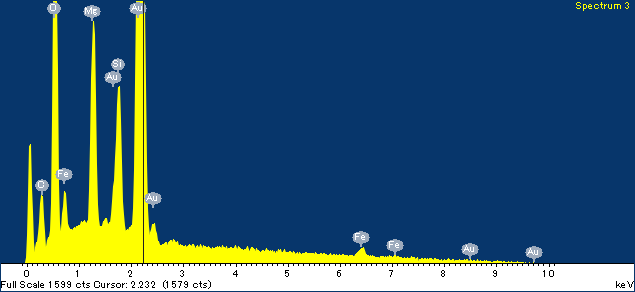 Spectrum 3
O Mg Au
Si
Au
Fe
O
Au
Fe
Fe
Au
Au
0 1 2 3 4 5 6 7 8 9 10
Full Scale 1599 cts Cursor: 2.232 (1579 cts) keV